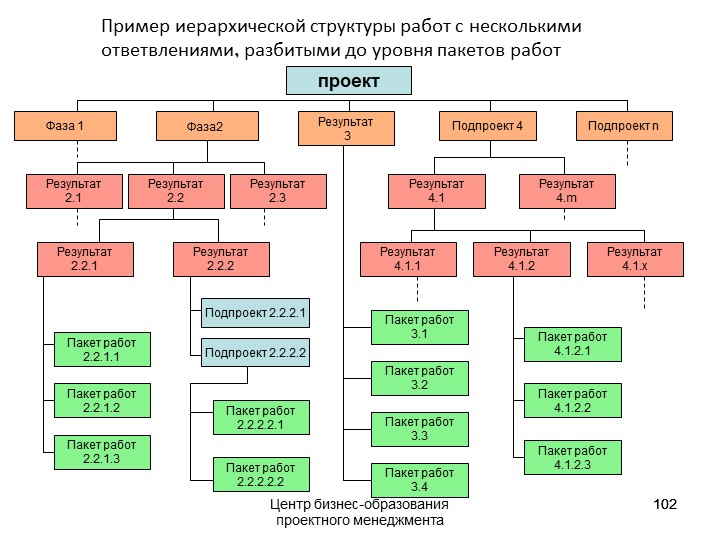 Пример иерархической структуры работ с несколькими
ответвлениями, разбитыми до уровня пакетов работ
проект
Фаза 1
Фаза2
Результат
3
Подпроект 4
Подпроект n
Результат
2.1
Результат
2.2
Результат
2.3
Результат
4.1
Результат
4.m
Результат
2.2.1
Результат
2.2.2
Результат
4.1.1
Результат
4.1.2
Результат
4.1.x
Подпроект 2.2.2.1
Подпроект 2.2.2.2
Пакет работ
2.2.1.1
Пакет работ
2.2.1.2
Пакет работ
2.2.1.3
Пакет работ
2.2.2.2.1
Пакет работ
2.2.2.2.2
Пакет работ
3.1
Пакет работ
3.2
Пакет работ
3.3
Пакет работ
3.4
Пакет работ
4.1.2.1
Пакет работ
4.1.2.2
Пакет работ
4.1.2.3
Центр бизнес-образования
проектного менеджмента
102